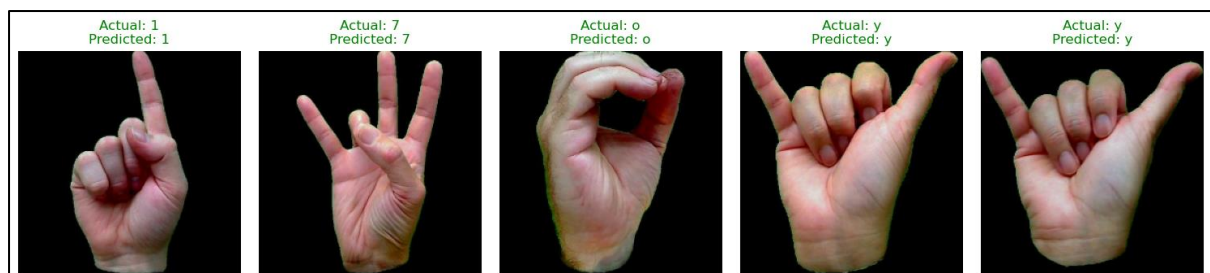 Actual: 1
Predicted: 1
Actual: 7
Predicted: 7
Actual: o
Predicted: o
Actual: y
Predicted: y
Actual: y
Predicted: y